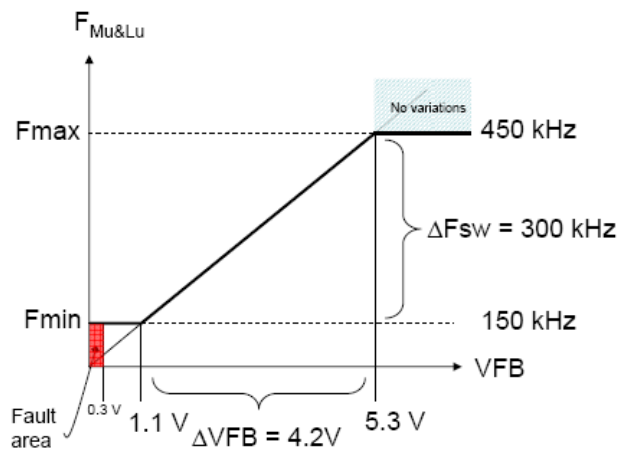 F Mu&Lu
No variations
Fmax
450 kHz
ΔFsw = 300 kHz
Fmin
150 kHz
VFB
Fault
area
0.3 V
1.1 V
ΔVFB = 4.2V
5.3 V